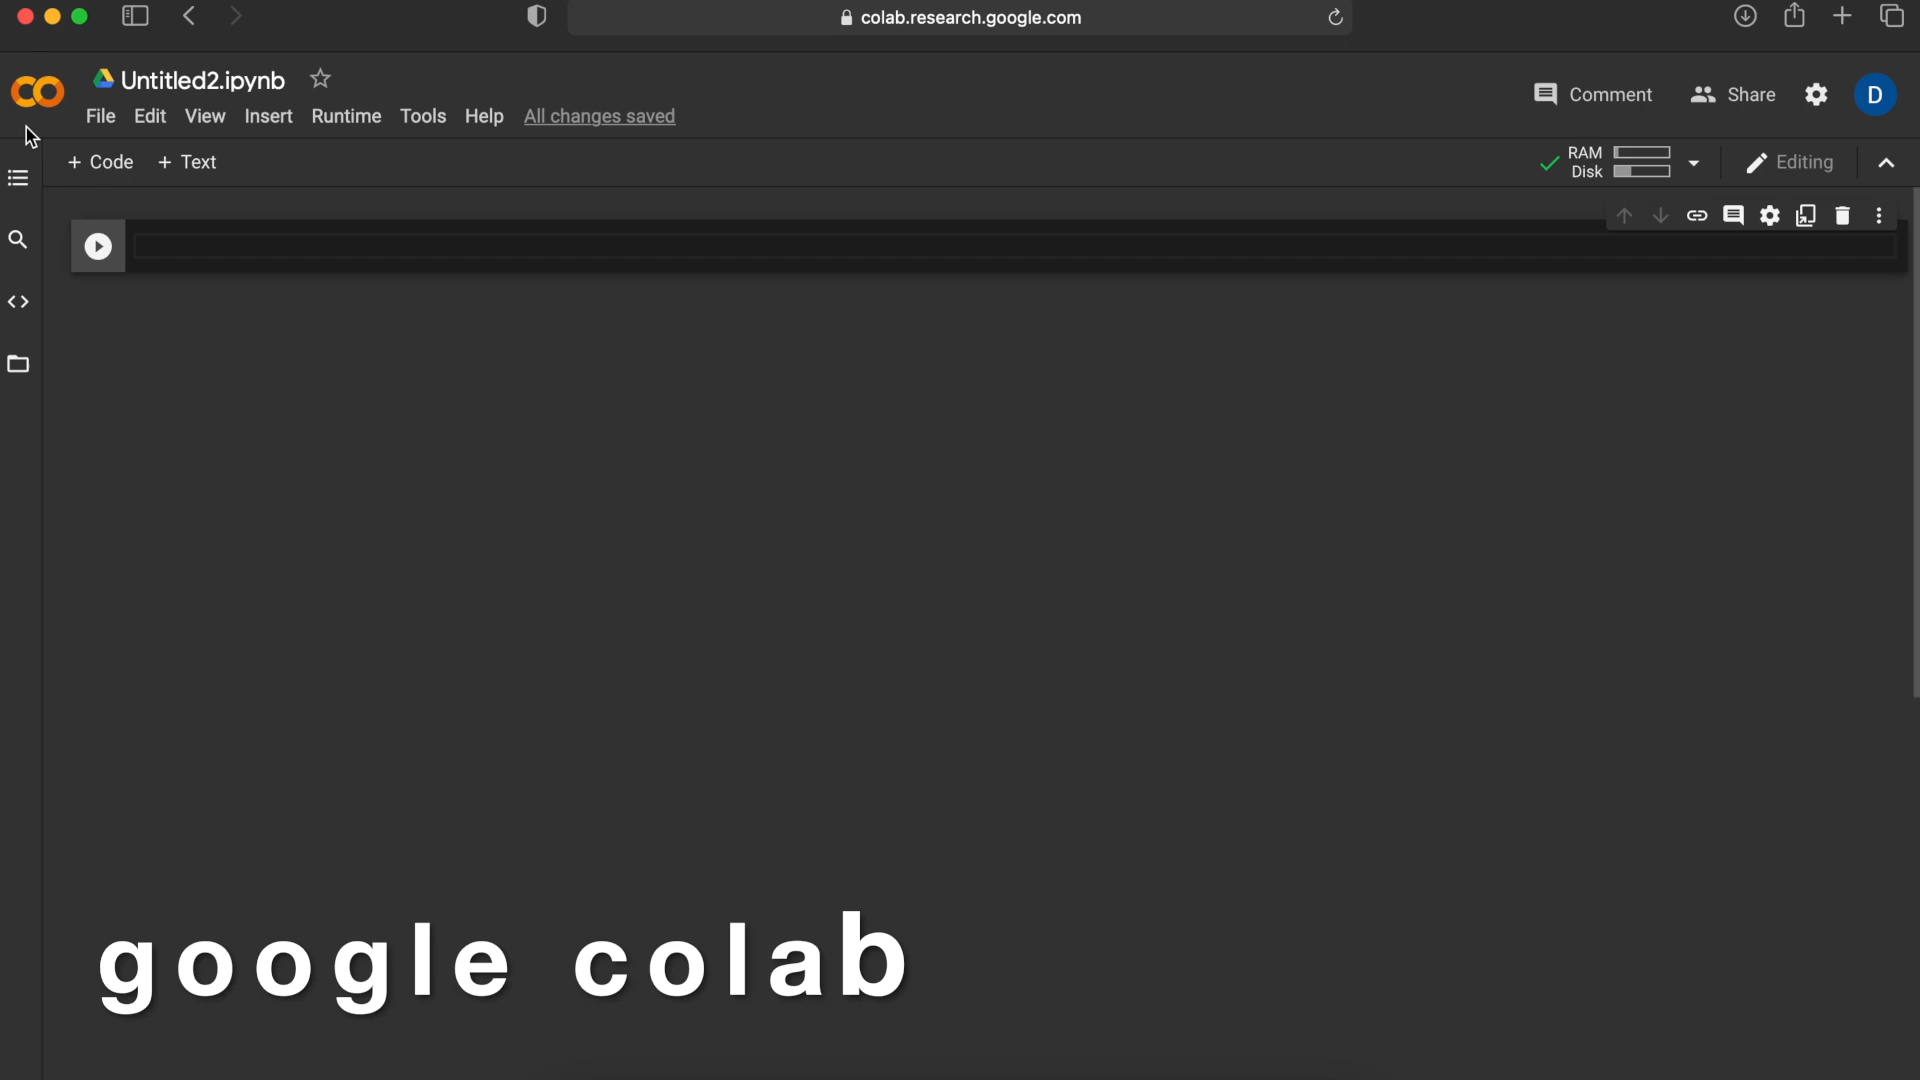 colab.research.google.com
Untitled2.ipynb
File Edit View Insert Runtime Tools Help All changes saved
Comment Share D
+ Code + Text
RAM
Disk
Editing
google colab